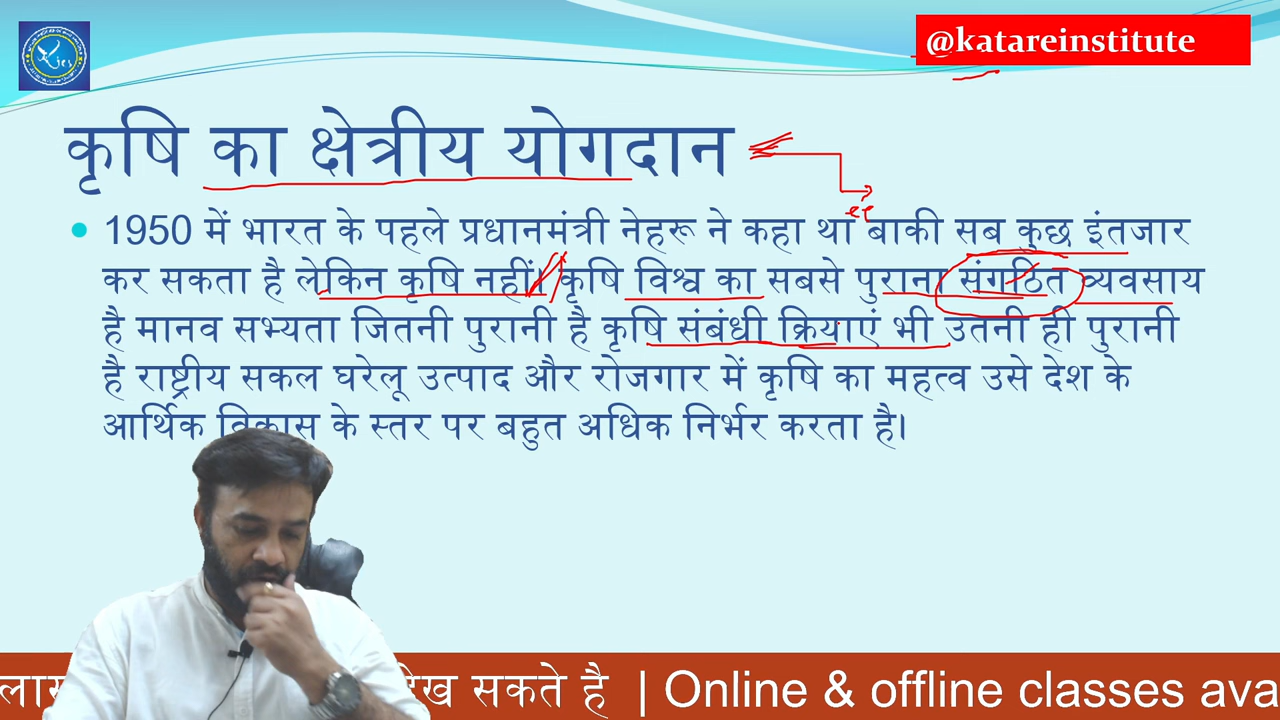 @katareinstitute
कृषि का क्षेत्रीय योगदान
1950 में भारत के पहले प्रधानमंत्री नेहरू ने कहा था बाकी सब कुछ इंतजार
कर सकता है लेकिन कृषि नहीं। कृषि विश्व का सबसे पुराना संगठित व्यवसाय
है मानव सभ्यता जितनी पुरानी है कृषि संबंधी क्रियाएं भी उतनी ही पुरानी
है राष्ट्रीय सकल घरेलू उत्पाद और रोजगार में कृषि का महत्व उसे देश के
आर्थिक विकास के स्तर पर बहुत अधिक निर्भर करता है।
सकते है | Online & offline classes ava